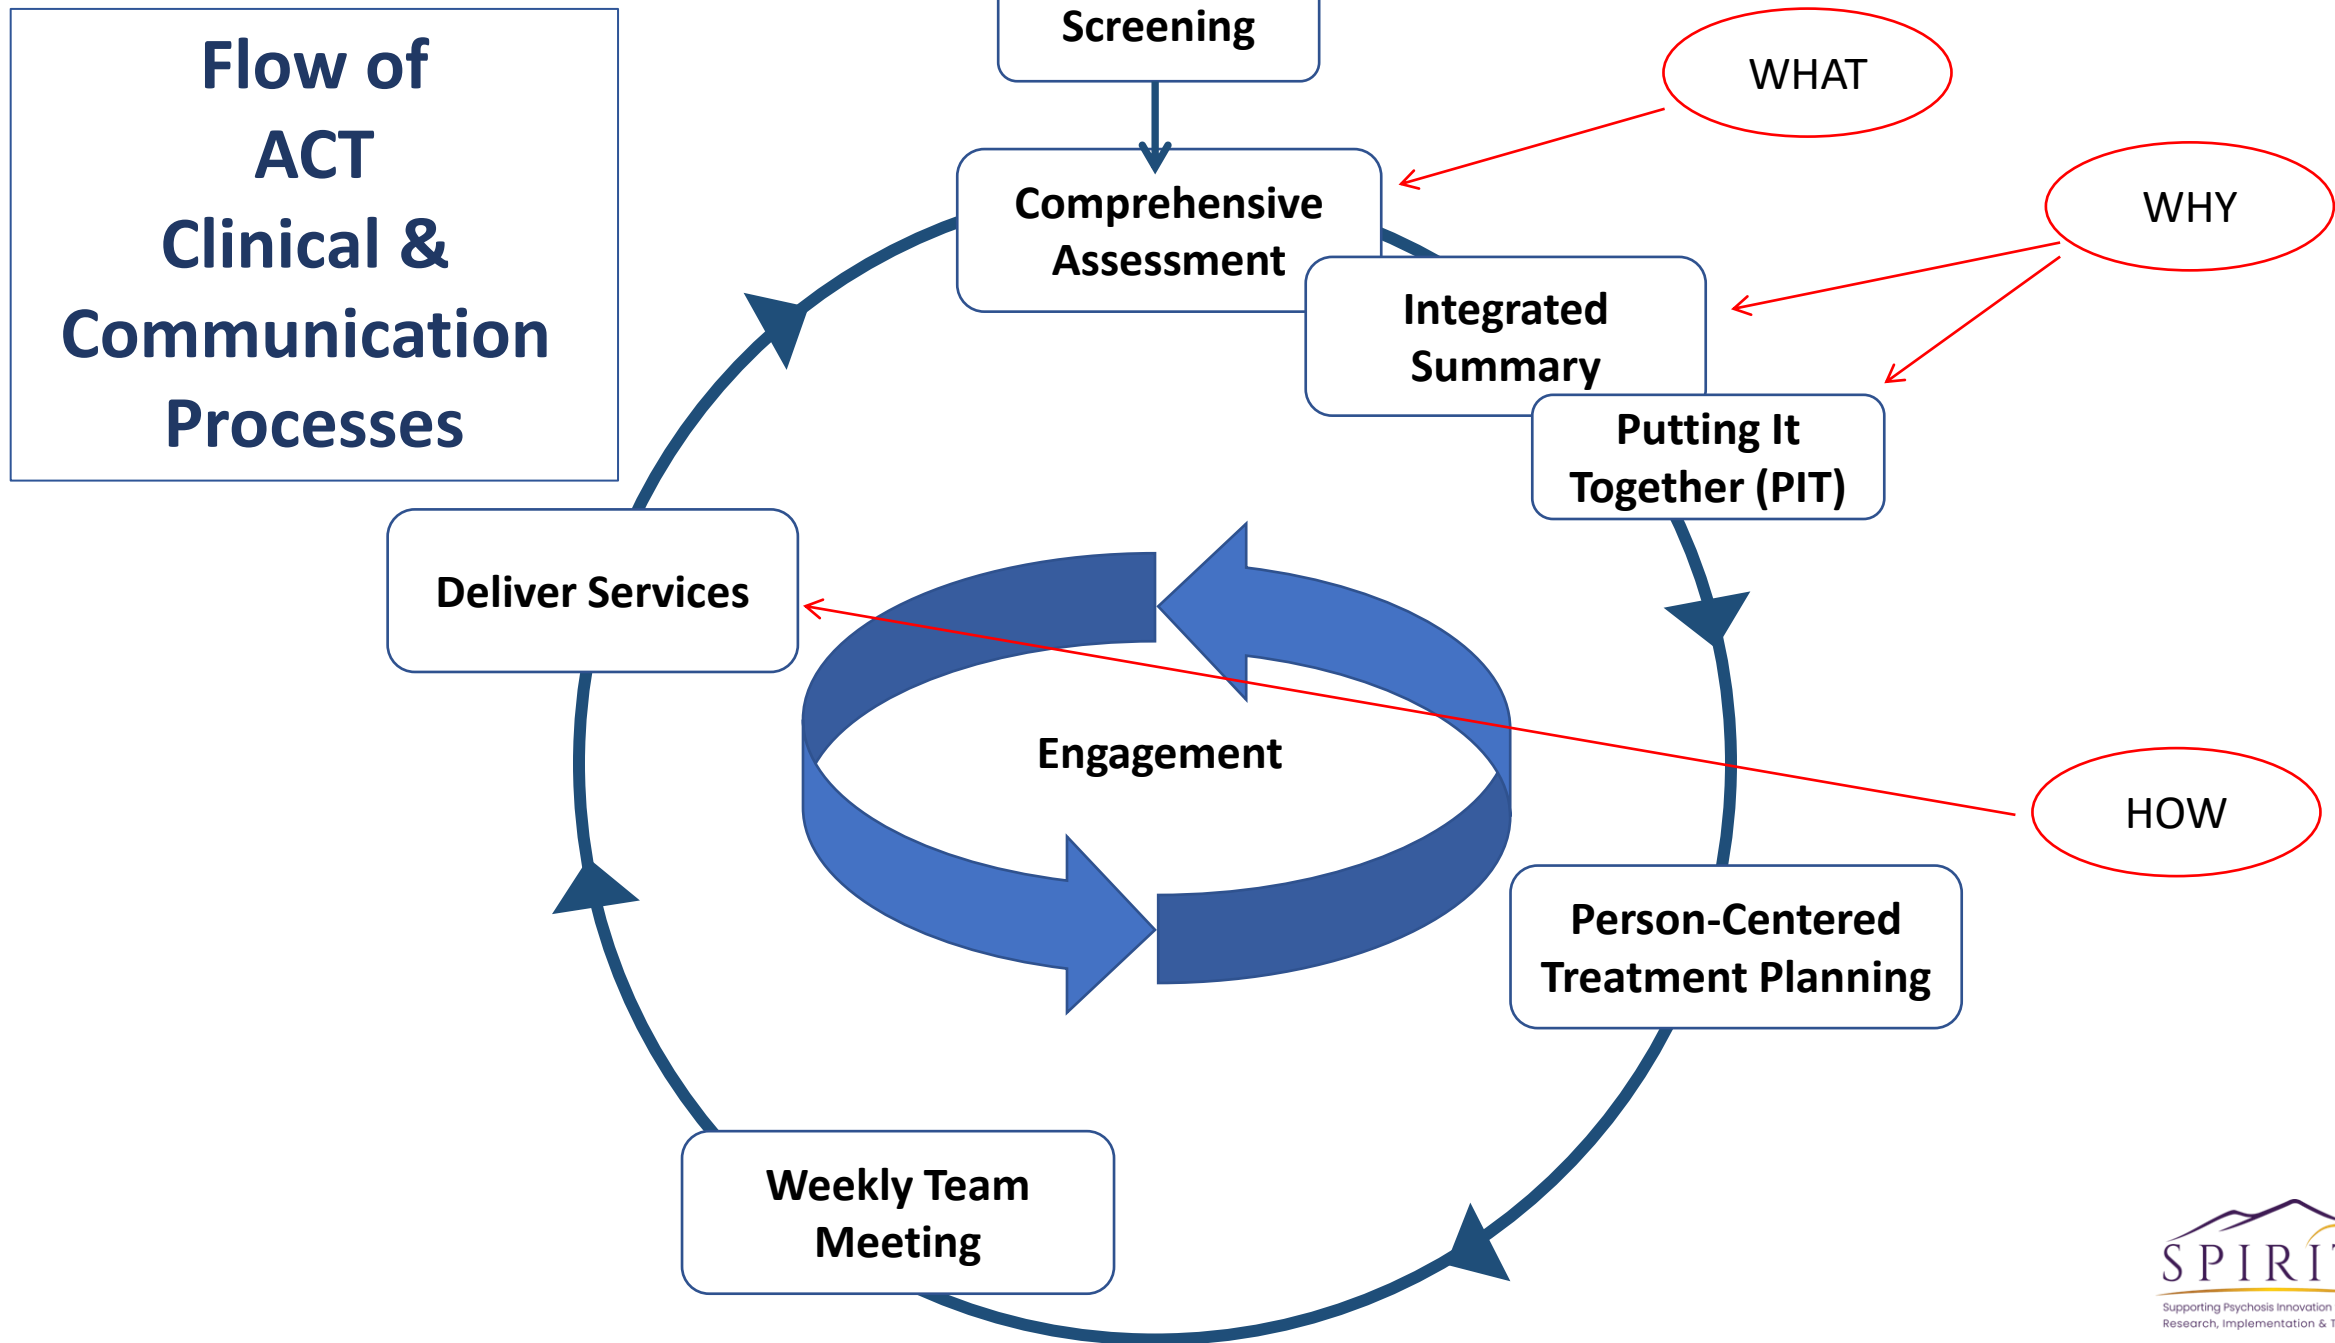 Flow of
ACT
Clinical &
Communication
Processes
Screening
WHAT
Comprehensive
Assessment
WHY
Integrated
Summary
Putting It
Together (PIT)
Deliver Services
Engagement
HOW
Person-Centered
Treatment Planning
Weekly Team
Meeting
SPIRIT
Supporting Psychosis Innovation
Research, Implementation & T